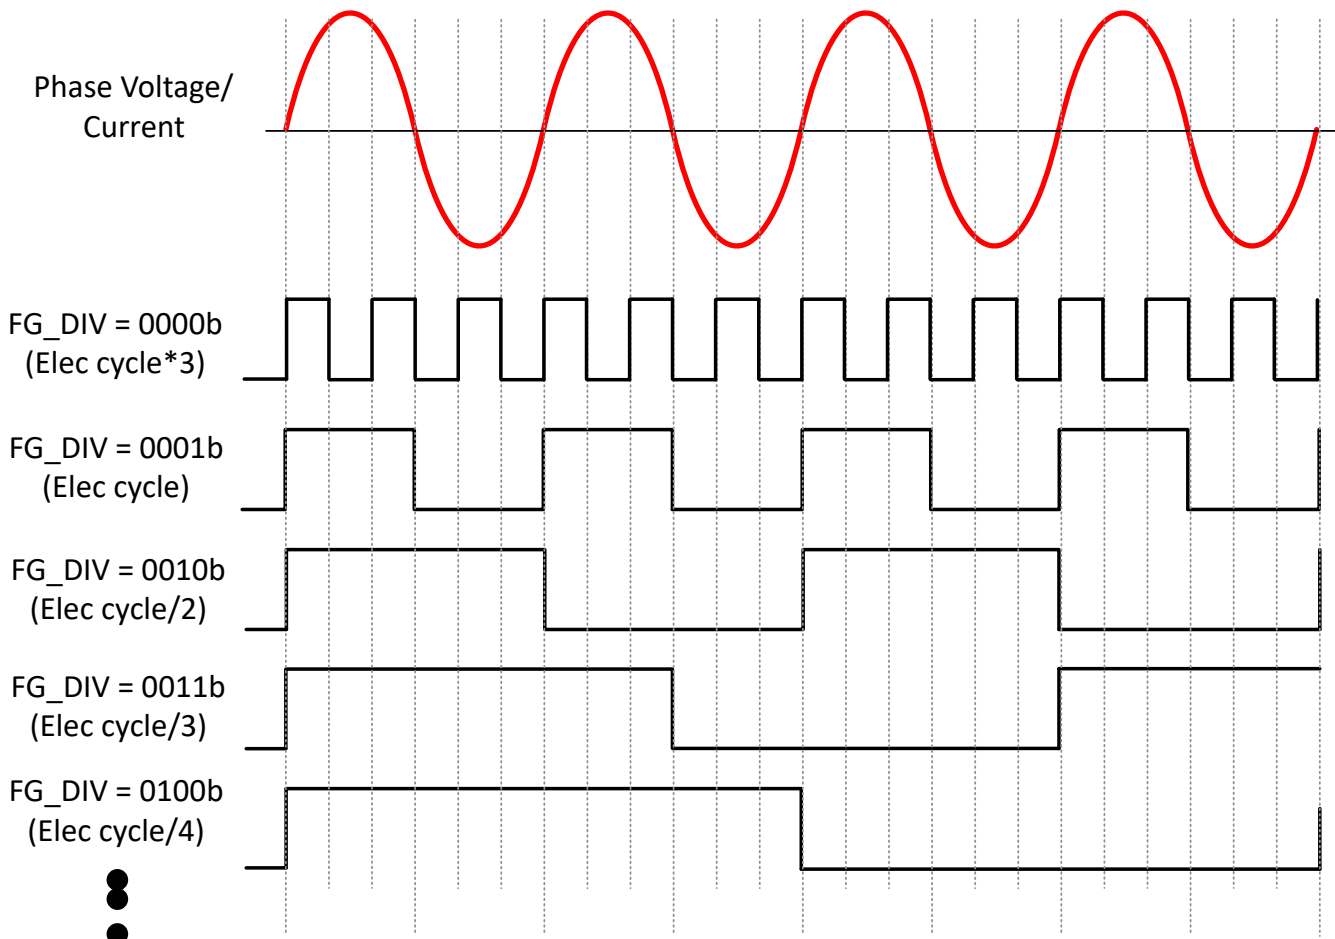 Phase Voltage/
Current
FG_DIV = 0000b
(Elec cycle*3)
FG_DIV = 0001b
(Elec cycle)
FG_DIV = 0010b
(Elec cycle/2)
FG_DIV = 0011b
(Elec cycle/3)
FG_DIV = 0100b
(Elec cycle/4)